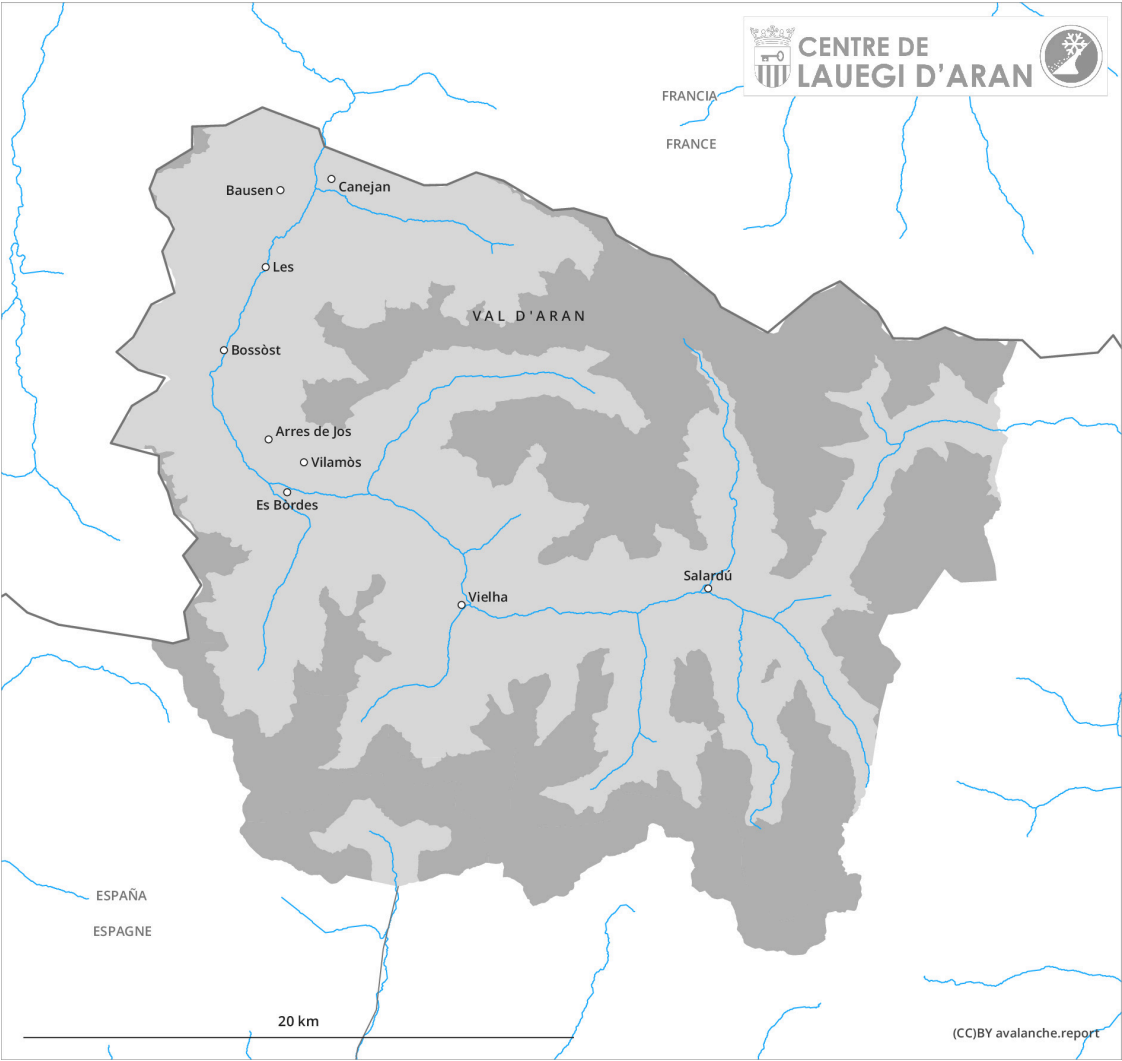 CENTRE DE
LAUEGI D'ARAN
FRANCIA
FRANCE
Bausen
Canejan
Les
VAL D'ARAN
Bossòst
Arres de Jos
Vilamòs
Es Bòrdes
Salardú
Vielha
ESPAÑA
ESPAGNE
20 km
(CC)BY avalanche.report